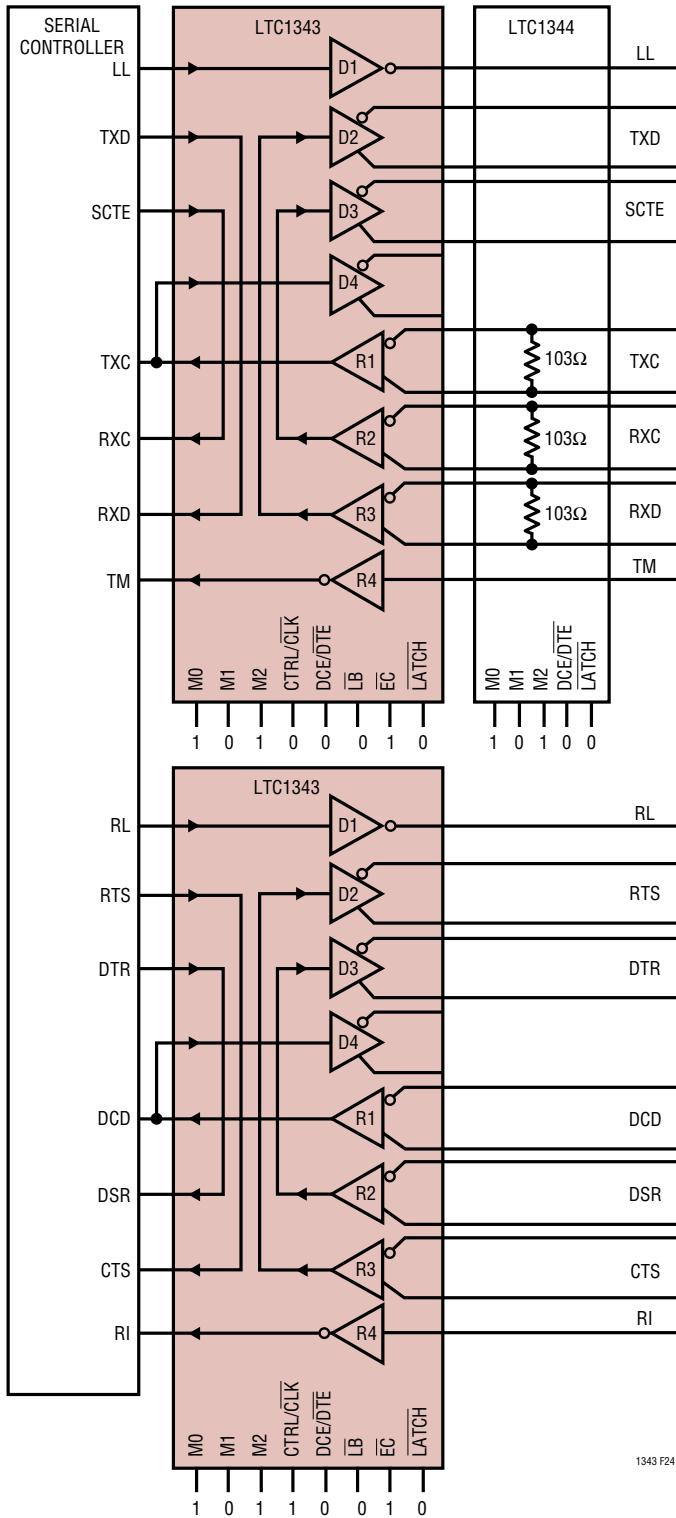 SERIAL
CONTROLLER
LTC1343
LTC1344
LL
D1
LL
TXD
D2
TXD
SCTE
D3
SCTE
D4
TXC
R1
103Ω
TXC
RXC
R2
103Ω
RXC
RXD
R3
103Ω
RXD
TM
R4
TM
M0 M1 M2 CTRL/CLK DCE/DTE LB EC LATCH
M0 M1 M2 DCE/DTE LATCH
1 0 1 0 0 0 1 0
1 0 1 0 0
LTC1343
RL
D1
RL
RTS
D2
RTS
DTR
D3
DTR
D4
DCD
R1
DCD
DSR
R2
DSR
CTS
R3
CTS
RI
R4
RI
M0 M1 M2 CTRL/CLK DCE/DTE LB EC LATCH
1 0 1 1 0 0 1 0
1343 F24